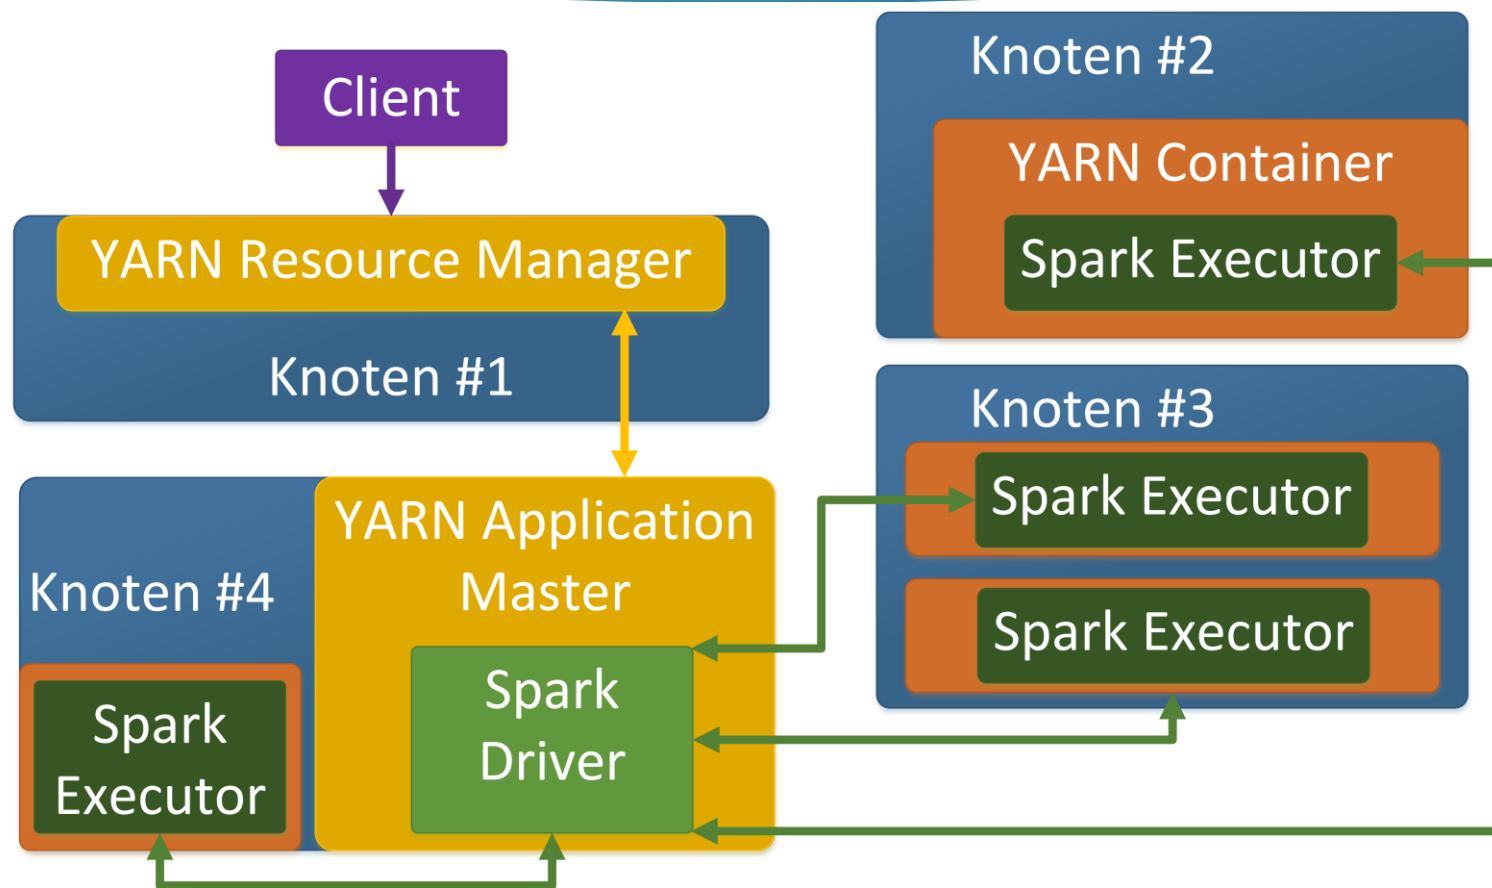 Client
YARN Resource Manager
Knoten #1
Knoten #2
YARN Container
Spark Executor
Knoten #3
Spark Executor
Spark Executor
Knoten #4
YARN Application
Master
Spark
Driver
Spark
Executor